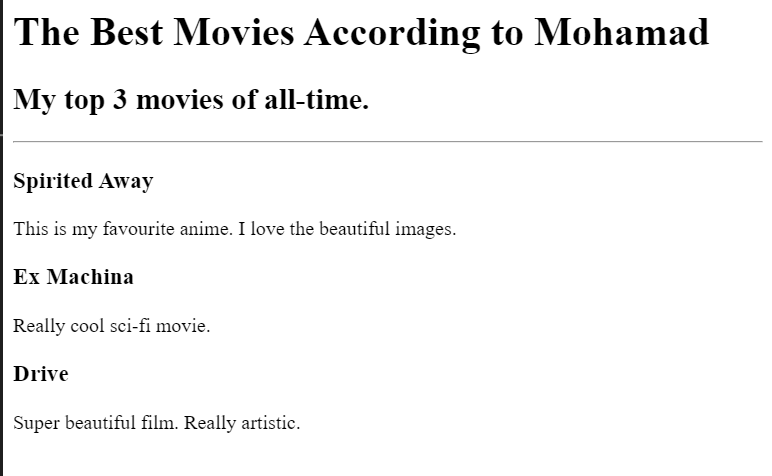 The Best Movies According to Mohamad
My top 3 movies of all-time.
Spirited Away
This is my favourite anime. I love the beautiful images.
Ex Machina
Really cool sci-fi movie.
Drive
Super beautiful film. Really artistic.